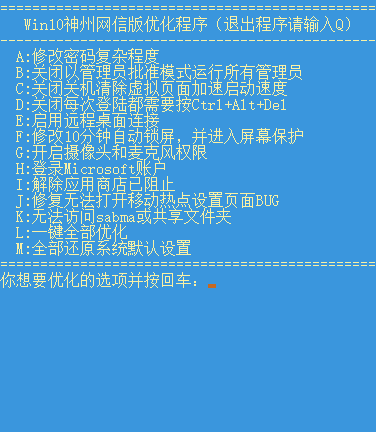 ===============================================
Win10神州网信版优化程序（退出程序请输入Q）
-----------------------------------------------
A:修改密码复杂程度
B:关闭以管理员批准模式运行所有管理员
C:关闭关机清除虚拟页面加速启动速度
D:关闭每次登陆都需要按Ctrl+Alt+Del
E:启用远程桌面连接
F:修改10分钟自动锁屏，并进入屏幕保护
G:开启摄像头和麦克风权限
H:登录Microsoft账户
I:解除应用商店已阻止
J:修复无法打开移动热点设置页面BUG
K:无法访问sabma或共享文件夹
L:一键全部优化
M:全部还原系统默认设置
===============================================
你想要优化的选项并按回车：